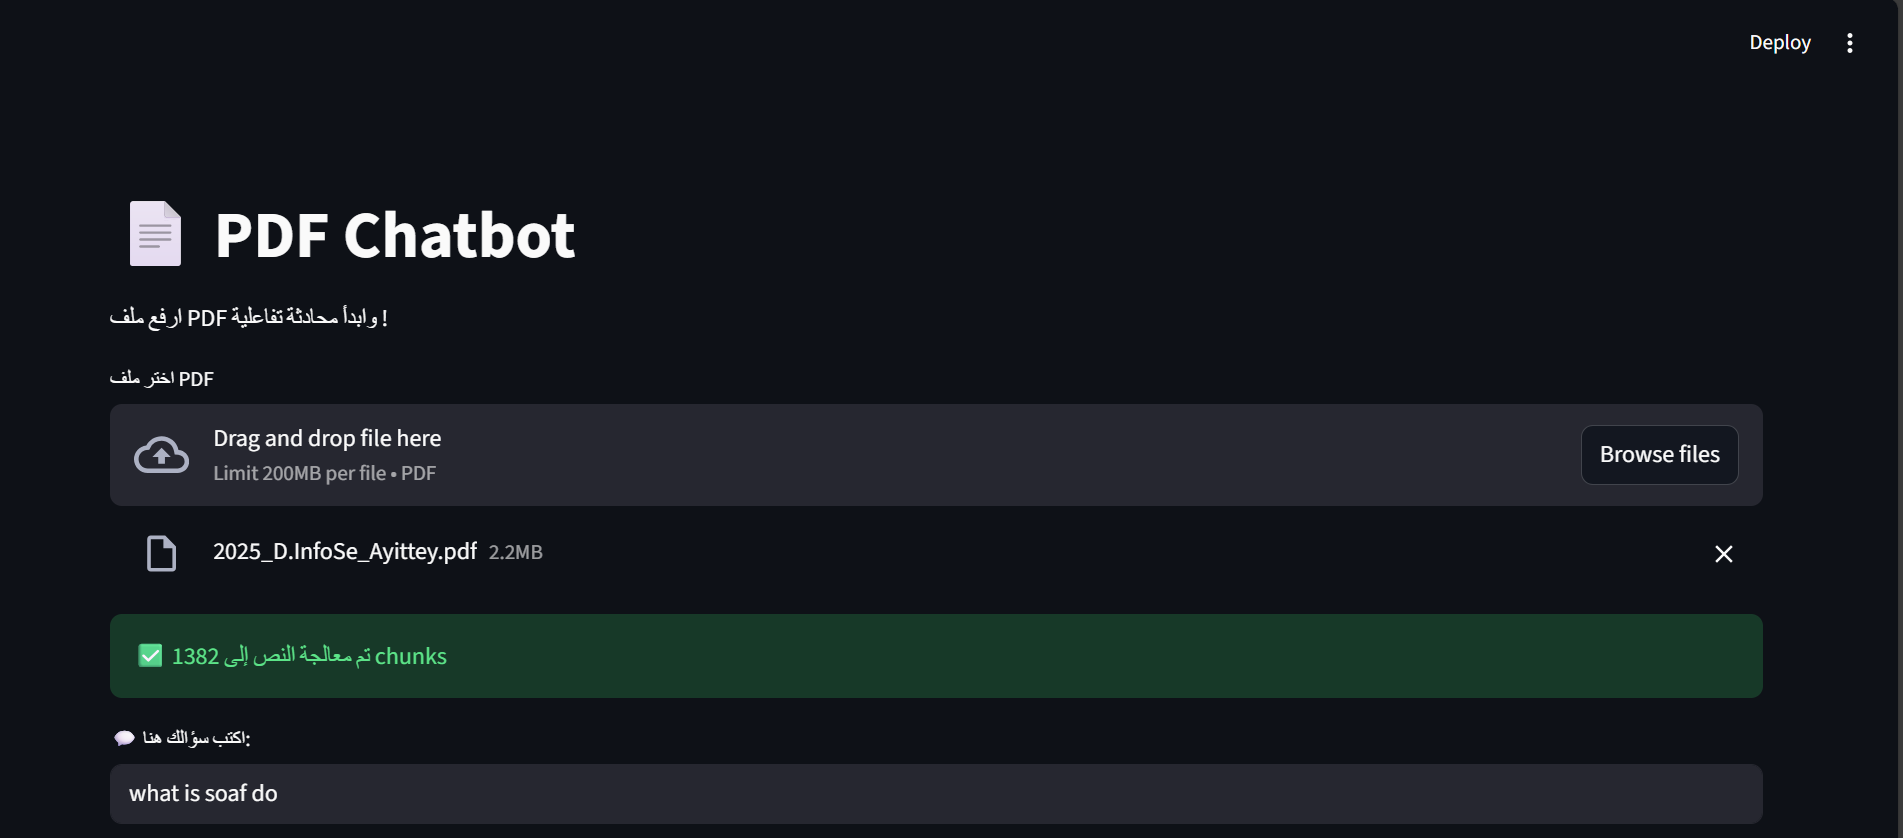 Deploy
PDF Chatbot
ارفع ملف PDF وابدأ محادثة تفاعلية !
اختر ملف PDF
Drag and drop file here
Limit 200MB per file • PDF
Browse files
2025_D.InfoSe_Ayittey.pdf 2.2MB
✅ تم معالجة النص إلى 1382 chunks
💬 اكتب سؤالك هنا:
what is soaf do